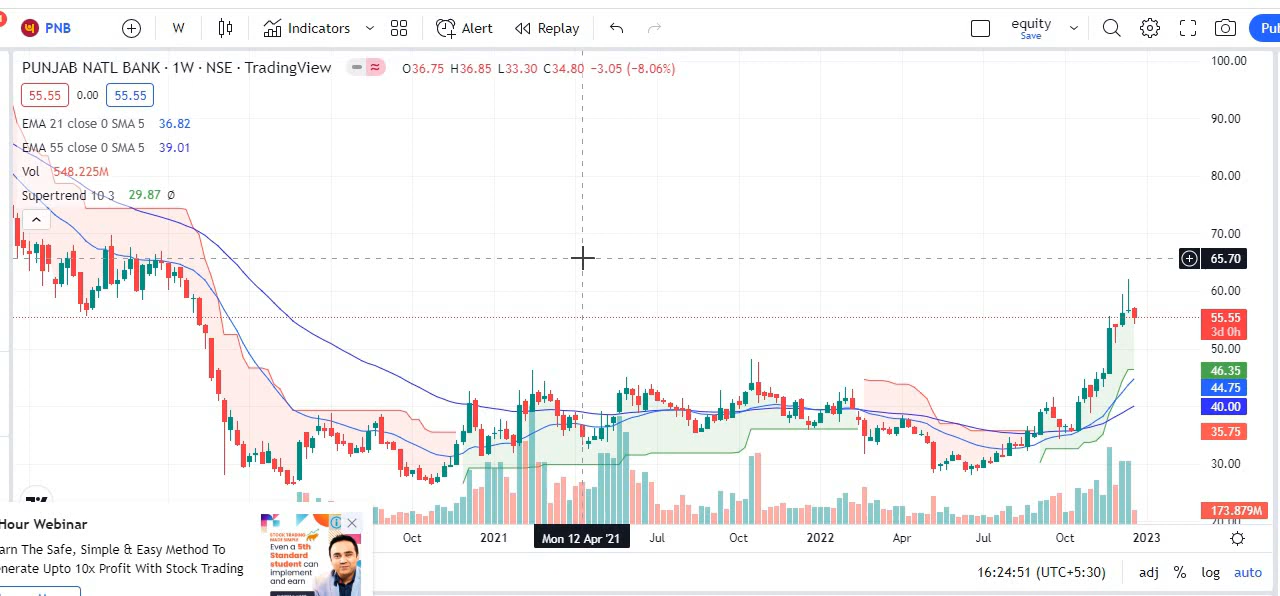 PNB
W
Indicators
Alert
Replay
equity
Save
PUNJAB NATL BANK · 1W · NSE · TradingView
O36.75 H36.85 L33.30 C34.80 −3.05 (−8.06%)
55.55 0.00 55.55
EMA 21 close 0 SMA 5 36.82
EMA 55 close 0 SMA 5 39.01
Vol 548.225M
Supertrend 10 3 29.87 Ø
100.00
90.00
80.00
70.00
65.70
60.00
55.55
3d 0h
50.00
46.35
44.75
40.00
35.75
30.00
173.879M
20.00
Oct 2021 Mon 12 Apr '21 Jul Oct 2022 Apr Jul Oct 2023
Hour Webinar
arn The Safe, Simple & Easy Method To
enerate Upto 10x Profit With Stock Trading
STOCK TRADING
MADE SIMPLE
Even a 5th
Standard
student can
implement
and earn
16:24:51 (UTC+5:30) adj % log auto